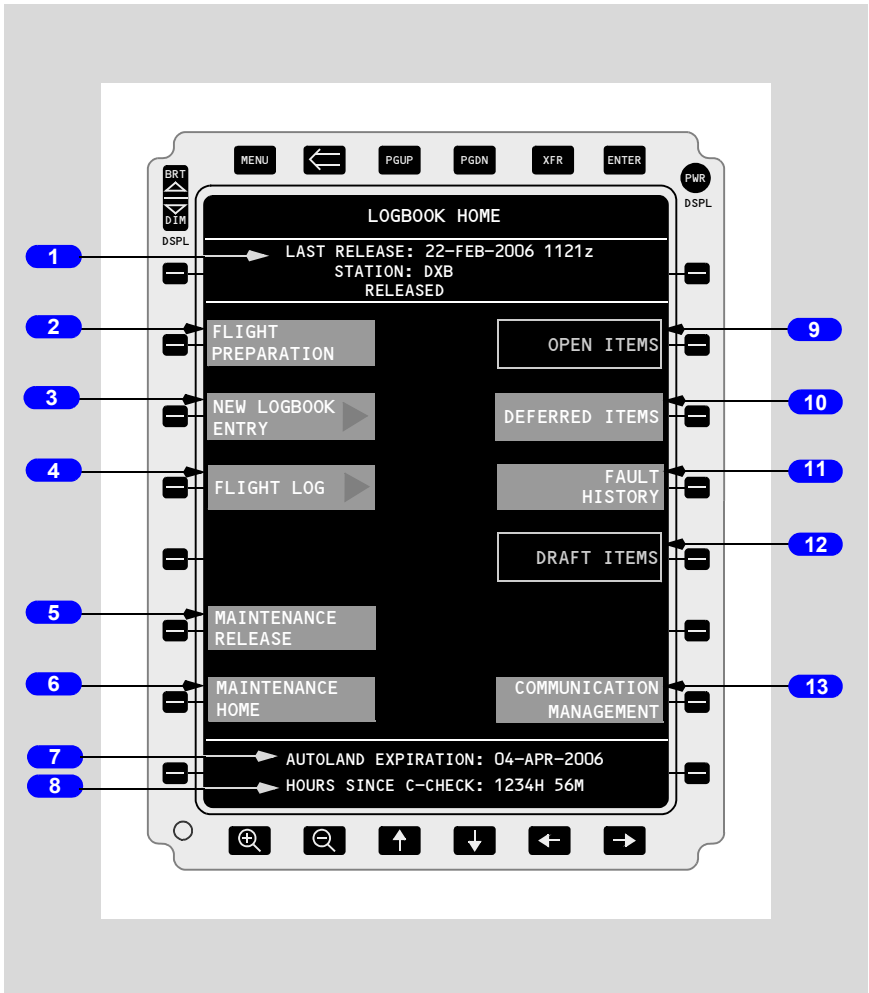 MENU
PGUP
PGDN
XFR
ENTER
BRT
DIM
DSPL
PWR
DSPL
LOGBOOK HOME
1
LAST RELEASE: 22-FEB-2006 1121z
STATION: DXB
RELEASED
2
FLIGHT
PREPARATION
OPEN ITEMS
9
3
NEW LOGBOOK
ENTRY
DEFERRED ITEMS
10
4
FLIGHT LOG
FAULT
HISTORY
11
DRAFT ITEMS
12
5
MAINTENANCE
RELEASE
6
MAINTENANCE
HOME
COMMUNICATION
MANAGEMENT
13
7
AUTOLAND EXPIRATION: 04-APR-2006
8
HOURS SINCE C-CHECK: 1234H 56M